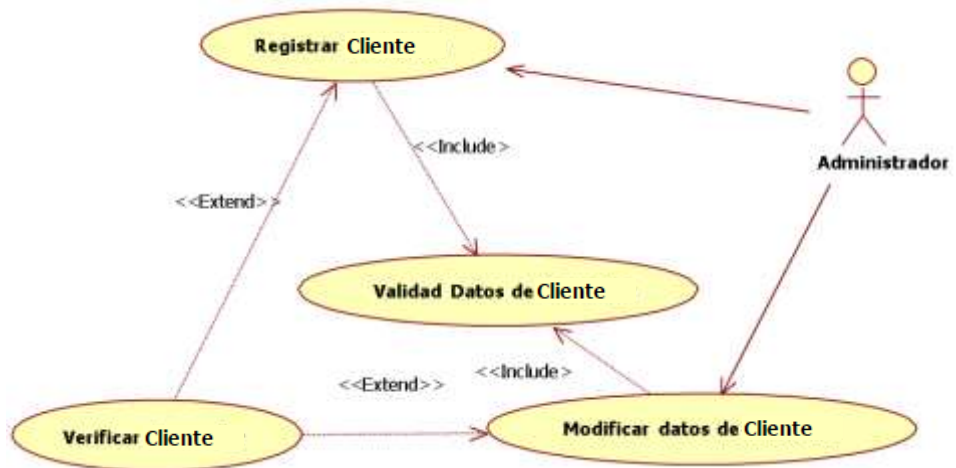 Registrar Cliente
<<Include>
Administrador
<<Extend>>
Validad Datos de Cliente
<<Include>
<<Extend>>
Modificar datos de Cliente
Verificar Cliente